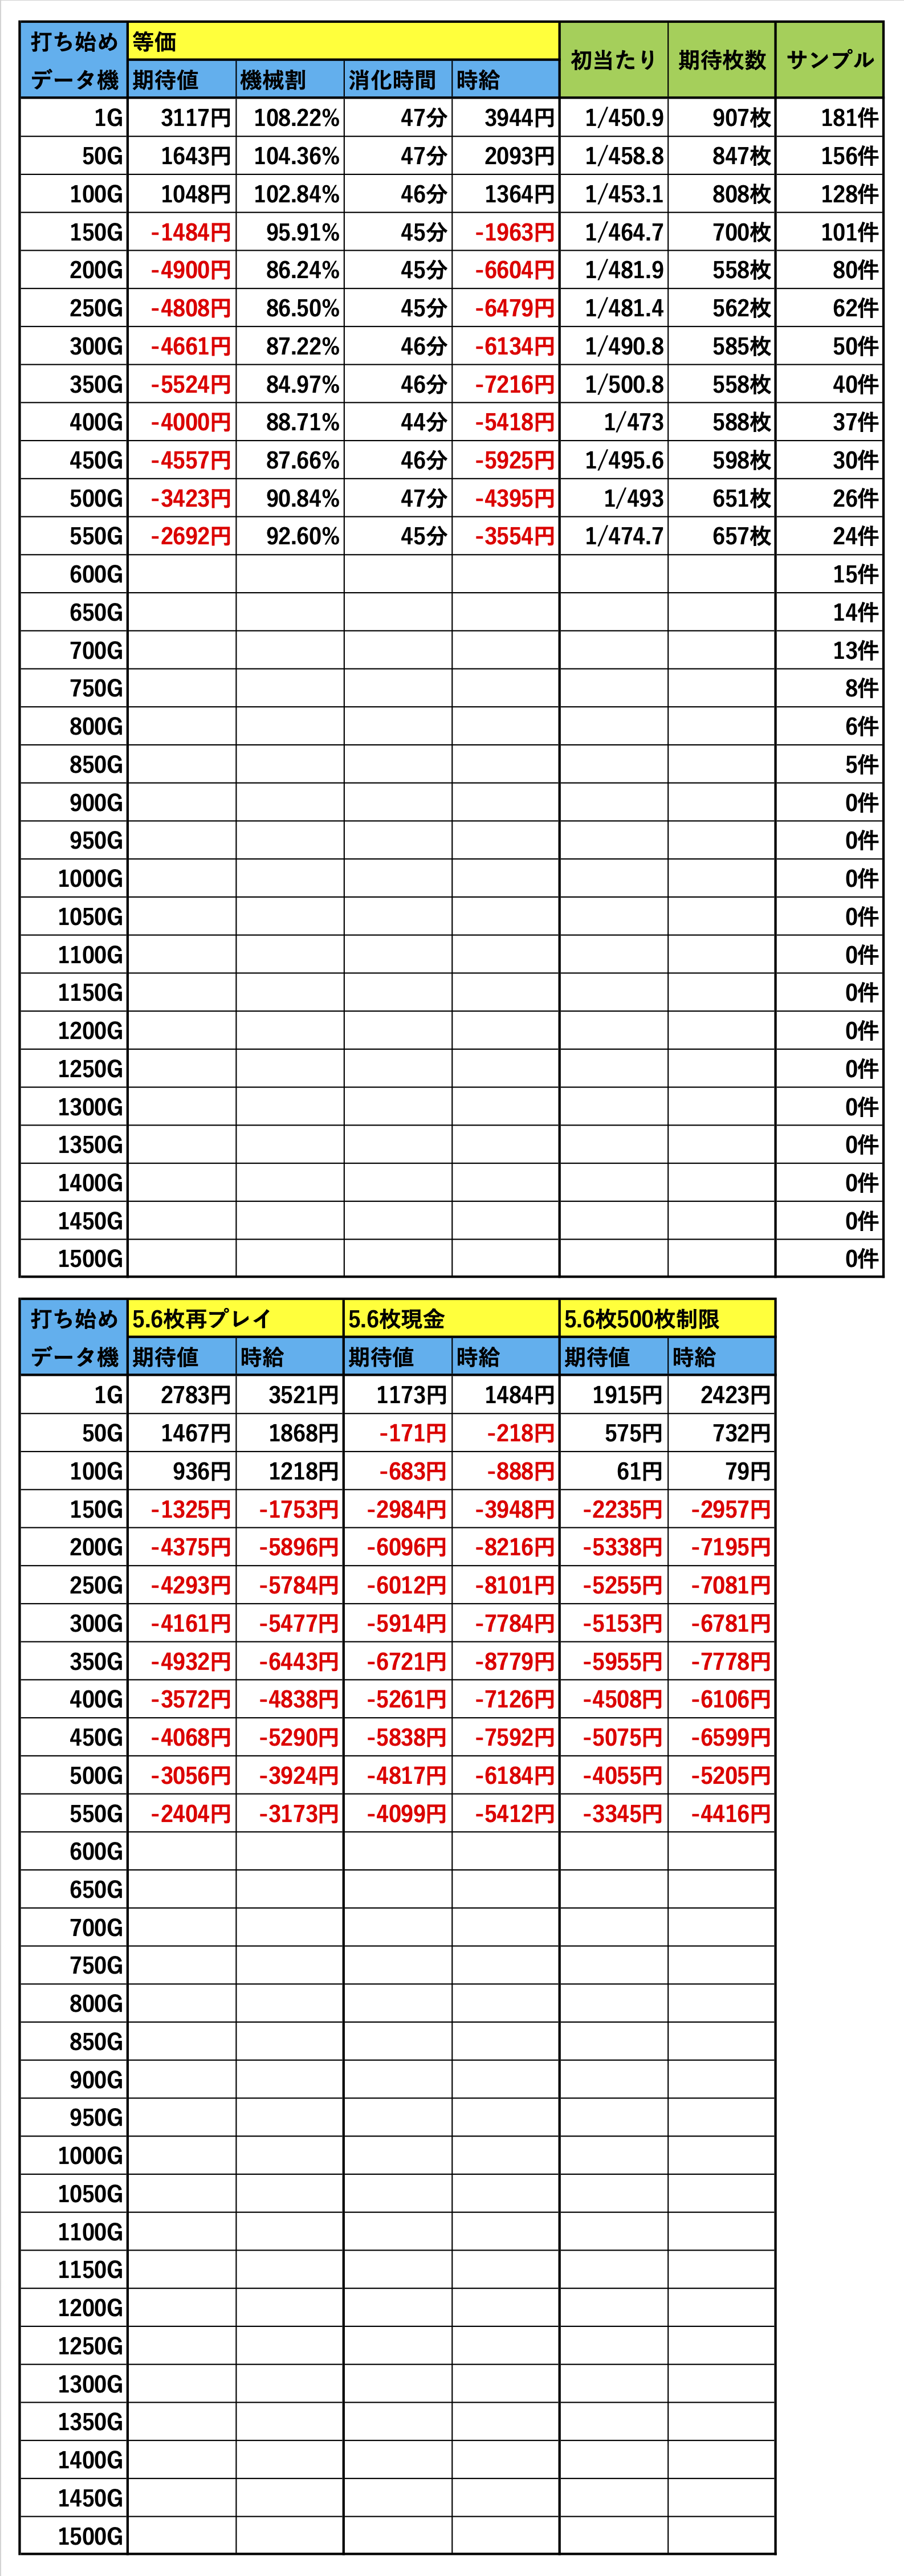 打ち始め 等価 初当たり 期待枚数 サンプル
データ機 期待値 機械割 消化時間 時給
1G 3117円 108.22% 47分 3944円 1/450.9 907枚 181件
50G 1643円 104.36% 47分 2093円 1/458.8 847枚 156件
100G 1048円 102.84% 46分 1364円 1/453.1 808枚 128件
150G -1484円 95.91% 45分 -1963円 1/464.7 700枚 101件
200G -4900円 86.24% 45分 -6604円 1/481.9 558枚 80件
250G -4808円 86.50% 45分 -6479円 1/481.4 562枚 62件
300G -4661円 87.22% 46分 -6134円 1/490.8 585枚 50件
350G -5524円 84.97% 46分 -7216円 1/500.8 558枚 40件
400G -4000円 88.71% 44分 -5418円 1/473 588枚 37件
450G -4557円 87.66% 46分 -5925円 1/495.6 598枚 30件
500G -3423円 90.84% 47分 -4395円 1/493 651枚 26件
550G -2692円 92.60% 45分 -3554円 1/474.7 657枚 24件
600G 15件
650G 14件
700G 13件
750G 8件
800G 6件
850G 5件
900G 0件
950G 0件
1000G 0件
1050G 0件
1100G 0件
1150G 0件
1200G 0件
1250G 0件
1300G 0件
1350G 0件
1400G 0件
1450G 0件
1500G 0件
打ち始め 5.6枚再プレイ 5.6枚現金 5.6枚500枚制限
データ機 期待値 時給 期待値 時給 期待値 時給
1G 2783円 3521円 1173円 1484円 1915円 2423円
50G 1467円 1868円 -171円 -218円 575円 732円
100G 936円 1218円 -683円 -888円 61円 79円
150G -1325円 -1753円 -2984円 -3948円 -2235円 -2957円
200G -4375円 -5896円 -6096円 -8216円 -5338円 -7195円
250G -4293円 -5784円 -6012円 -8101円 -5255円 -7081円
300G -4161円 -5477円 -5914円 -7784円 -5153円 -6781円
350G -4932円 -6443円 -6721円 -8779円 -5955円 -7778円
400G -3572円 -4838円 -5261円 -7126円 -4508円 -6106円
450G -4068円 -5290円 -5838円 -7592円 -5075円 -6599円
500G -3056円 -3924円 -4817円 -6184円 -4055円 -5205円
550G -2404円 -3173円 -4099円 -5412円 -3345円 -4416円
600G
650G
700G
750G
800G
850G
900G
950G
1000G
1050G
1100G
1150G
1200G
1250G
1300G
1350G
1400G
1450G
1500G